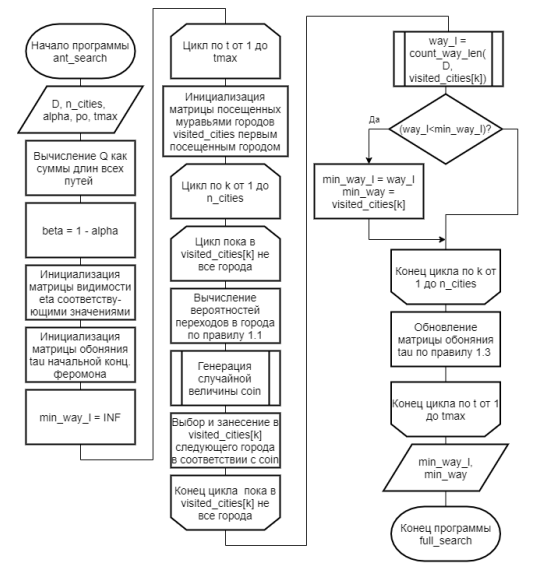 Начало программы
ant_search
D, n_cities,
alpha, po, tmax
Вычисление Q как
суммы длин всех
путей
beta = 1 - alpha
Инициализация
матрицы видимости
eta соответству-
ющими значениями
Инициализация
матрицы обоняния
tau начальной конц.
феромона
min_way_l = INF
Цикл по t от 1 до
tmax
Инициализация
матрицы посещенных
муравьями городов
visited_cities первым
посещенным городом
Цикл по k от 1 до
n_cities
Цикл пока в
visited_cities[k] не
все города
Вычисление
вероятностей
переходов в города
по правилу 1.1
Генерация
случайной
величины coin
Выбор и занесение в
visited_cities[k]
следующего города
в соответствии с coin
Конец цикла пока в
visited_cities[k] не
все города
way_l =
count_way_len(
D,
visited_cities[k])
(way_l<min_way_l)?
Да
min_way_l = way_l
min_way =
visited_cities[k]
Конец цикла по k от
1 до n_cities
Обновление
матрицы обоняния
tau по правилу 1.3
Конец цикла по t от 1
до tmax
min_way_l,
min_way
Конец программы
full_search